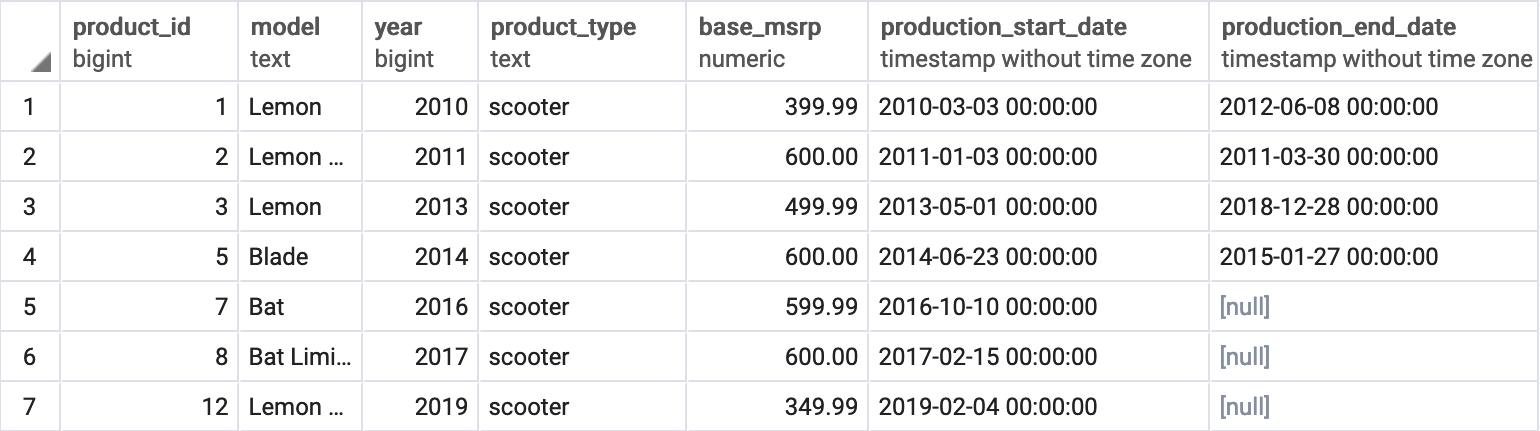 product_id model year product_type base_msrp production_start_date production_end_date
bigint text bigint text numeric timestamp without time zone timestamp without time zone
1 1 Lemon 2010 scooter 399.99 2010-03-03 00:00:00 2012-06-08 00:00:00
2 2 Lemon ... 2011 scooter 600.00 2011-01-03 00:00:00 2011-03-30 00:00:00
3 3 Lemon 2013 scooter 499.99 2013-05-01 00:00:00 2018-12-28 00:00:00
4 5 Blade 2014 scooter 600.00 2014-06-23 00:00:00 2015-01-27 00:00:00
5 7 Bat 2016 scooter 599.99 2016-10-10 00:00:00 [null]
6 8 Bat Limi... 2017 scooter 600.00 2017-02-15 00:00:00 [null]
7 12 Lemon ... 2019 scooter 349.99 2019-02-04 00:00:00 [null]